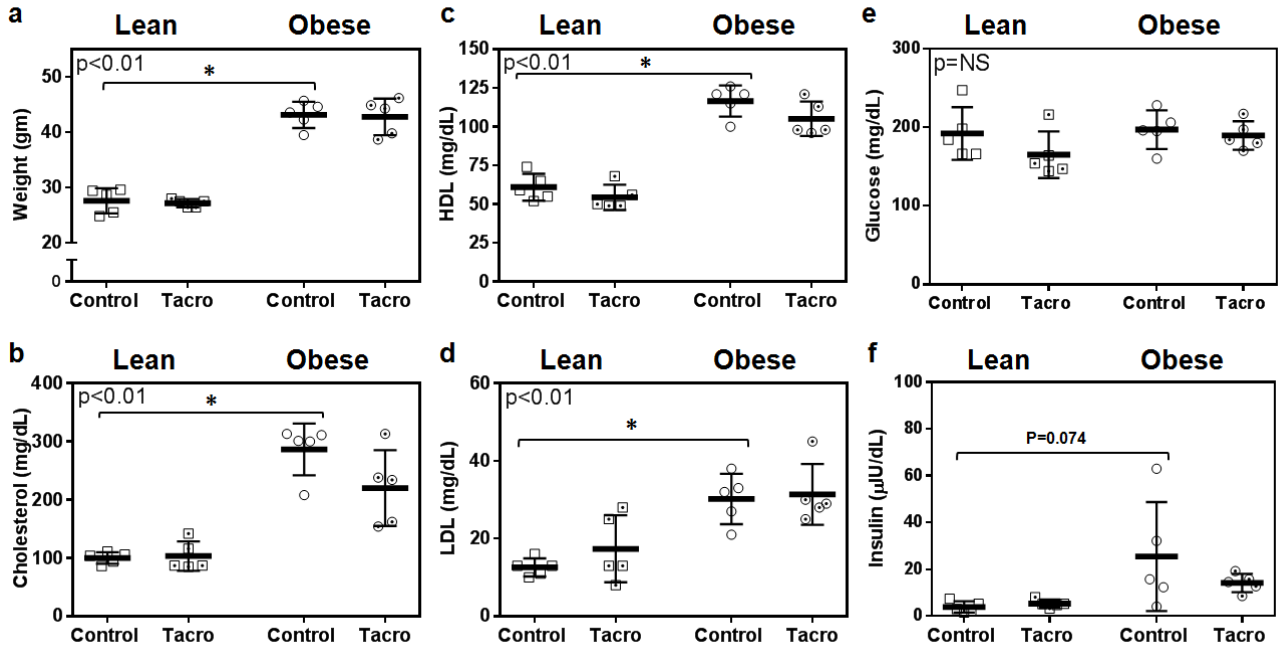 a
Lean Obese
p<0.01
*
Weight (gm)
50
40
30
20
0
Control Tacro Control Tacro
c
Lean Obese
p<0.01
*
HDL (mg/dL)
150
125
100
75
50
25
0
Control Tacro Control Tacro
e
Lean Obese
p=NS
Glucose (mg/dL)
300
200
100
0
Control Tacro Control Tacro
b
Lean Obese
p<0.01
*
Cholesterol (mg/dL)
400
300
200
100
0
Control Tacro Control Tacro
d
Lean Obese
p<0.01
*
LDL (mg/dL)
60
40
20
0
Control Tacro Control Tacro
f
Lean Obese
P=0.074
Insulin (μIU/dL)
100
80
60
40
20
0
Control Tacro Control Tacro